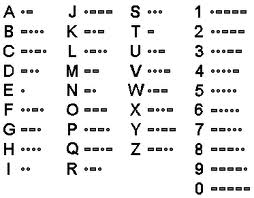 A ·– J ·––– S ··· 1 ·––––
B –··· K –·– T – 2 ··–––
C –·–· L ·–·· U ··– 3 ···––
D –·· M –– V ···– 4 ····–
E · N –· W ·–– 5 ·····
F ··–· O ––– X –··– 6 –····
G ––· P ·––· Y –·–– 7 ––···
H ···· Q ––·– Z ––·· 8 –––··
I ·· R ·–· 9 ––––·
0 –––––